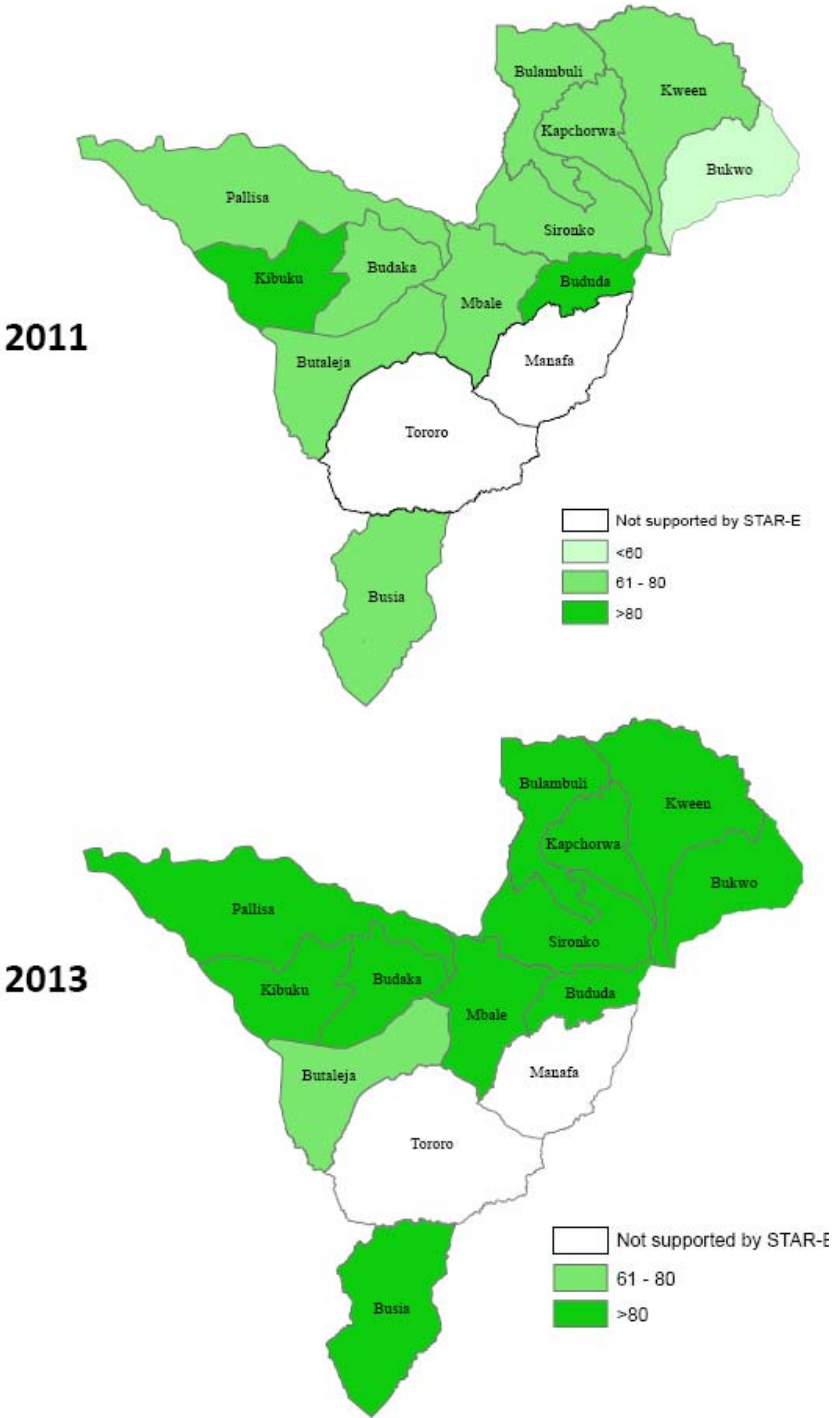 Bulambuli
Kween
Kapchorwa
Bukwo
Pallisa
Sironko
Kibuku
Budaka
Bududa
Mbale
2011
Butaleja
Manafa
Tororo
Not supported by STAR-E
<60
61 - 80
>80
Busia
Bulambuli
Kween
Kapchorwa
Bukwo
Pallisa
Sironko
2013
Kibuku
Budaka
Bududa
Mbale
Butaleja
Manafa
Tororo
Not supported by STAR-E
61 - 80
>80
Busia